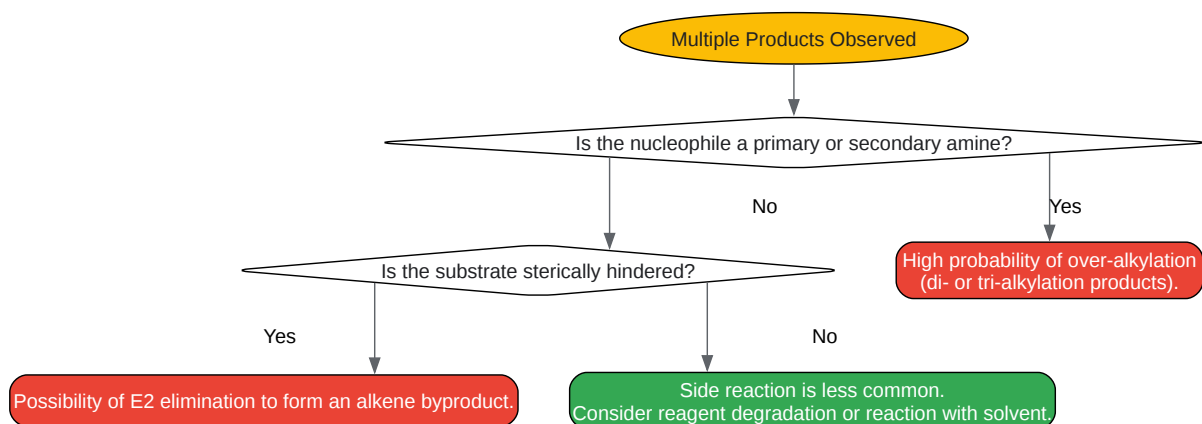 Multiple Products Observed
Is the nucleophile a primary or secondary amine?
No
Yes
Is the substrate sterically hindered?
High probability of over-alkylation
(di- or tri-alkylation products).
Yes
No
Possibility of E2 elimination to form an alkene byproduct.
Side reaction is less common.
Consider reagent degradation or reaction with solvent.